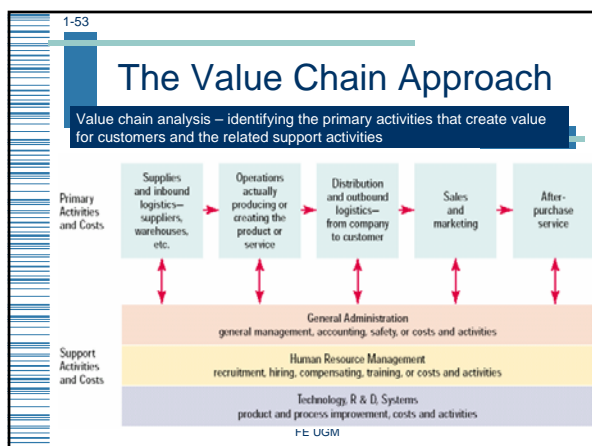 1-53
The Value Chain Approach
Value chain analysis – identifying the primary activities that create value
for customers and the related support activities
Primary
Activities
and Costs
Supplies
and inbound
logistics—
suppliers,
warehouses,
etc.
Operations
actually
producing or
creating the
product or
service
Distribution
and outbound
logistics—
from company
to customer
Sales
and
marketing
After-
purchase
service
Support
Activities
and Costs
General Administration
general management, accounting, safety, or costs and activities
Human Resource Management
recruitment, hiring, compensating, training, or costs and activities
Technology, R & D, Systems
product and process improvement, costs and activities
FE UGM